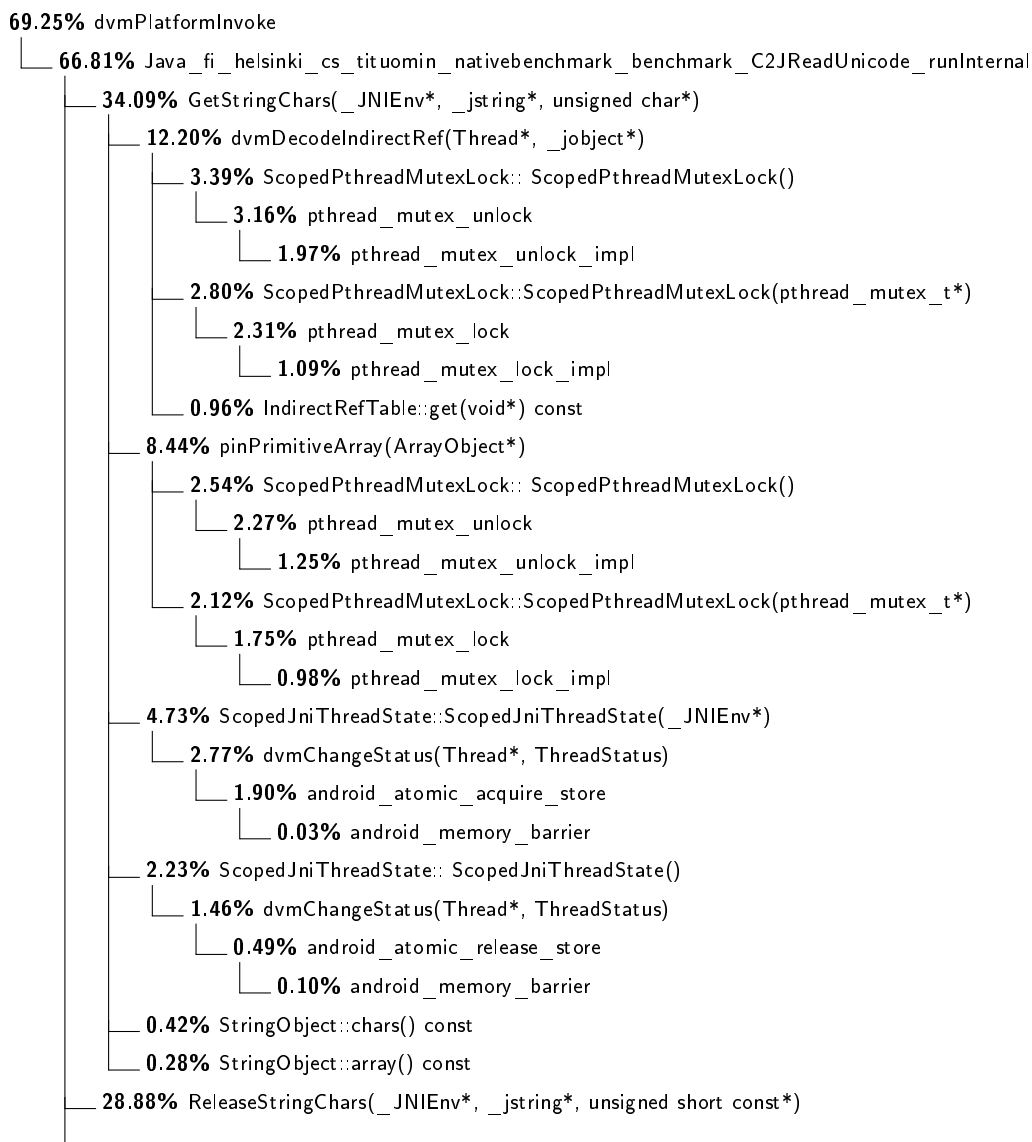 69.25% dvmPlatformInvoke
66.81% Java_fi_helsinki_cs_tituomin_nativebenchmark_benchmark_C2JReadUnicode_runInternal
34.09% GetStringChars(_JNIEnv*, _jstring*, unsigned char*)
12.20% dvmDecodeIndirectRef(Thread*, _jobject*)
3.39% ScopedPthreadMutexLock:: ScopedPthreadMutexLock()
3.16% pthread_mutex_unlock
1.97% pthread_mutex_unlock_impl
2.80% ScopedPthreadMutexLock::ScopedPthreadMutexLock(pthread_mutex_t*)
2.31% pthread_mutex_lock
1.09% pthread_mutex_lock_impl
0.96% IndirectRefTable::get(void*) const
8.44% pinPrimitiveArray(ArrayObject*)
2.54% ScopedPthreadMutexLock:: ScopedPthreadMutexLock()
2.27% pthread_mutex_unlock
1.25% pthread_mutex_unlock_impl
2.12% ScopedPthreadMutexLock::ScopedPthreadMutexLock(pthread_mutex_t*)
1.75% pthread_mutex_lock
0.98% pthread_mutex_lock_impl
4.73% ScopedJniThreadState::ScopedJniThreadState(_JNIEnv*)
2.77% dvmChangeStatus(Thread*, ThreadStatus)
1.90% android_atomic_acquire_store
0.03% android_memory_barrier
2.23% ScopedJniThreadState:: ScopedJniThreadState()
1.46% dvmChangeStatus(Thread*, ThreadStatus)
0.49% android_atomic_release_store
0.10% android_memory_barrier
0.42% StringObject::chars() const
0.28% StringObject::array() const
28.88% ReleaseStringChars(_JNIEnv*, _jstring*, unsigned short const*)